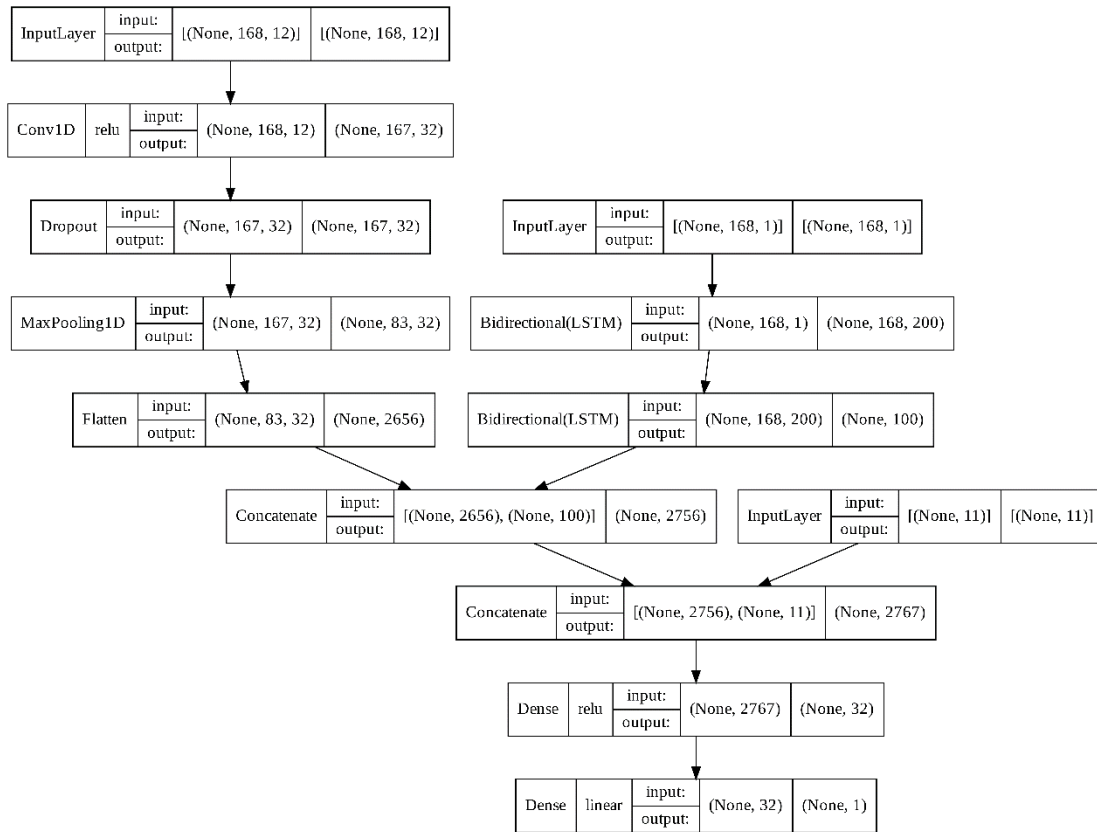 InputLayer input: output: [(None, 168, 12)] [(None, 168, 12)]
Conv1D relu input: output: (None, 168, 12) (None, 167, 32)
Dropout input: output: (None, 167, 32) (None, 167, 32)
InputLayer input: output: [(None, 168, 1)] [(None, 168, 1)]
MaxPooling1D input: output: (None, 167, 32) (None, 83, 32)
Bidirectional(LSTM) input: output: (None, 168, 1) (None, 168, 200)
Flatten input: output: (None, 83, 32) (None, 2656)
Bidirectional(LSTM) input: output: (None, 168, 200) (None, 100)
Concatenate input: output: [(None, 2656), (None, 100)] (None, 2756)
InputLayer input: output: [(None, 11)] [(None, 11)]
Concatenate input: output: [(None, 2756), (None, 11)] (None, 2767)
Dense relu input: output: (None, 2767) (None, 32)
Dense linear input: output: (None, 32) (None, 1)